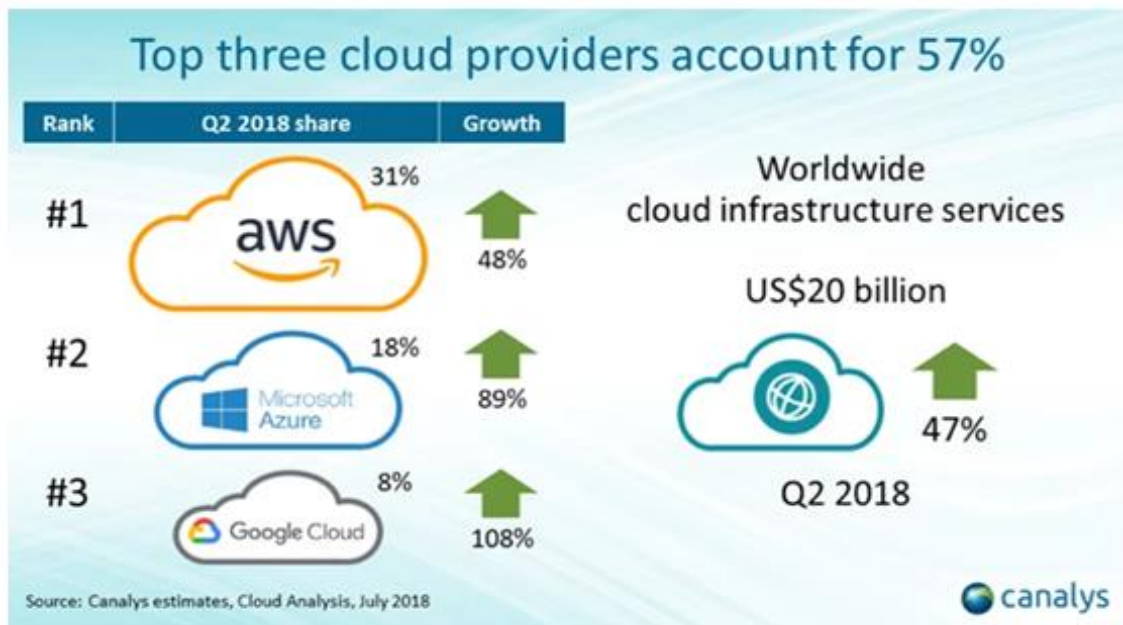 Top three cloud providers account for 57%
Rank Q2 2018 share Growth
#1 aws 31% 48%
#2 Microsoft Azure 18% 89%
#3 Google Cloud 8% 108%
Worldwide
cloud infrastructure services
US$20 billion
47%
Q2 2018
Source: Canalys estimates, Cloud Analysis, July 2018
canalys